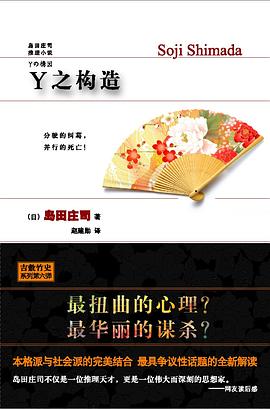 岛田庄司
推理小说
Soji Shimada
Yの構図
Y之构造
分歧的纠葛,
并行的死亡!
(日) 岛田庄司 著
赵建勋 译
吉敷竹史
系列第六弹
最扭曲的心理?
最华丽的谋杀?
本格派与社会派的完美结合 最具争议性话题的全新解读
岛田庄司不仅是一位推理天才,更是一位伟大而深刻的思想家。
——网友读后感